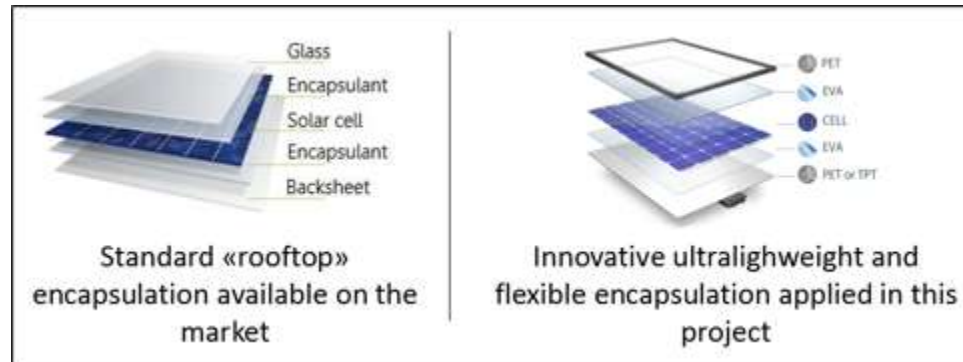 Glass
Encapsulant
Solar cell
Encapsulant
Backsheet
Standard «rooftop»
encapsulation available on the
market
PET
EVA
CELL
EVA
PET or TPT
Innovative ultralighweight and
flexible encapsulation applied in this
project